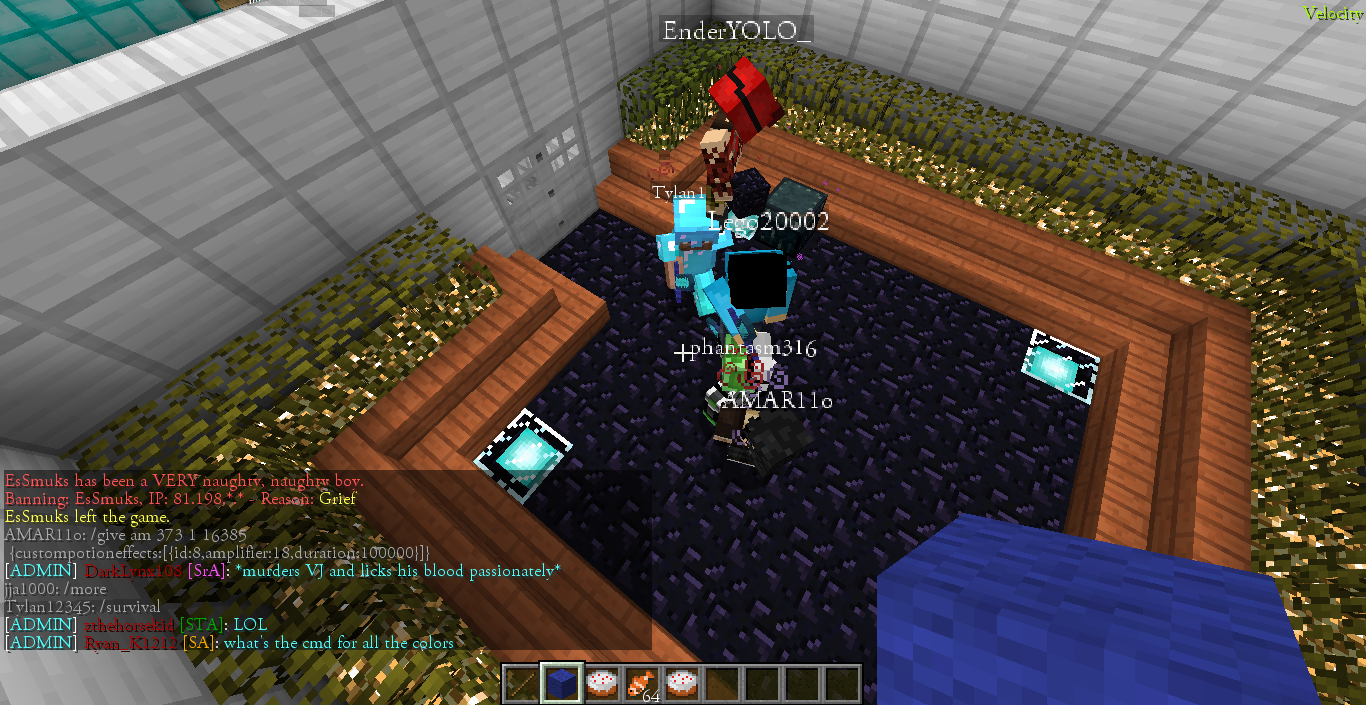 Velocity
EnderYOLO_
Tylan1
Lego20002
phantasm316
AMAR11o
EsSmuks has been a VERY naughty, naughty boy.
Banning: EsSmuks, IP: 81.198.*.* - Reason: Grief
EsSmuks left the game.
AMAR11o: /give am 373 1 16385
{custompotioneffects:[{id:8,amplifier:18,duration:100000}]}
[ADMIN] [SrA]: *murders VJ and licks his blood passionately*
jja1000: /more
Tylan12345: /survival
[ADMIN] zthehorsekid [STA]: LOL
[ADMIN] Ryan_K1212 [SA]: what's the cmd for all the colors
64